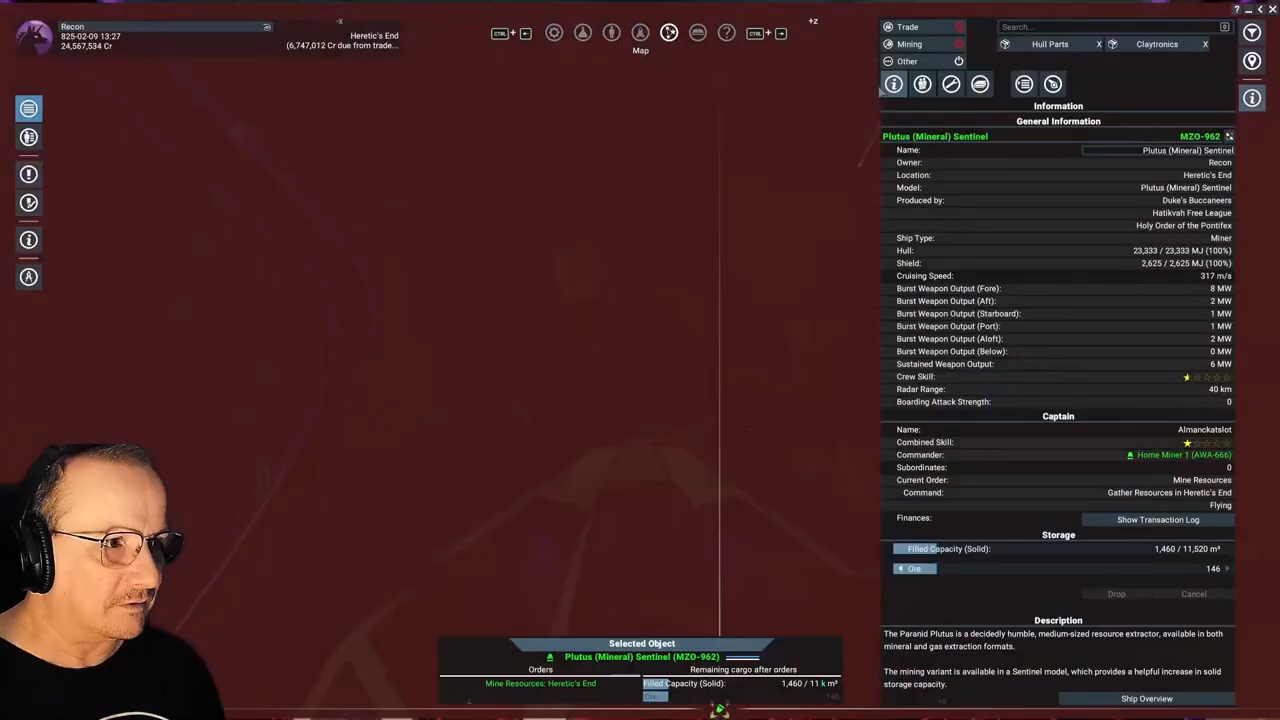 Recon
825-02-09 13:27
24,567,534 Cr
-x
Heretic's End
(6,747,012 Cr due from trade...
CTRL +
CTRL +
Map
+z
Trade
Mining
Other
Search...
Hull Parts X
Claytronics X
Information
General Information
Plutus (Mineral) Sentinel MZO-962
Name: Plutus (Mineral) Sentinel
Owner: Recon
Location: Heretic's End
Model: Plutus (Mineral) Sentinel
Produced by: Duke's Buccaneers
Hatikvah Free League
Holy Order of the Pontifex
Ship Type: Miner
Hull: 23,333 / 23,333 MJ (100%)
Shield: 2,625 / 2,625 MJ (100%)
Cruising Speed: 317 m/s
Burst Weapon Output (Fore): 8 MW
Burst Weapon Output (Aft): 2 MW
Burst Weapon Output (Starboard): 1 MW
Burst Weapon Output (Port): 1 MW
Burst Weapon Output (Aloft): 2 MW
Burst Weapon Output (Below): 0 MW
Sustained Weapon Output: 6 MW
Crew Skill:
Radar Range: 40 km
Boarding Attack Strength: 0
Captain
Name: Almanckatslot
Combined Skill:
Commander: Home Miner 1 (AWA-666)
Subordinates: 0
Current Order: Mine Resources
Command: Gather Resources in Heretic's End
Flying
Finances: Show Transaction Log
Storage
Filled Capacity (Solid): 1,460 / 11,520 m³
Ore 146
Drop Cancel
Description
The Paranid Plutus is a decidedly humble, medium-sized resource extractor, available in both
mineral and gas extraction formats.
The mining variant is available in a Sentinel model, which provides a helpful increase in solid
storage capacity.
Ship Overview
Selected Object
Plutus (Mineral) Sentinel (MZO-962)
Orders Remaining cargo after orders
Mine Resources: Heretic's End Filled Capacity (Solid): 1,460 / 11 k m³
Ore 146